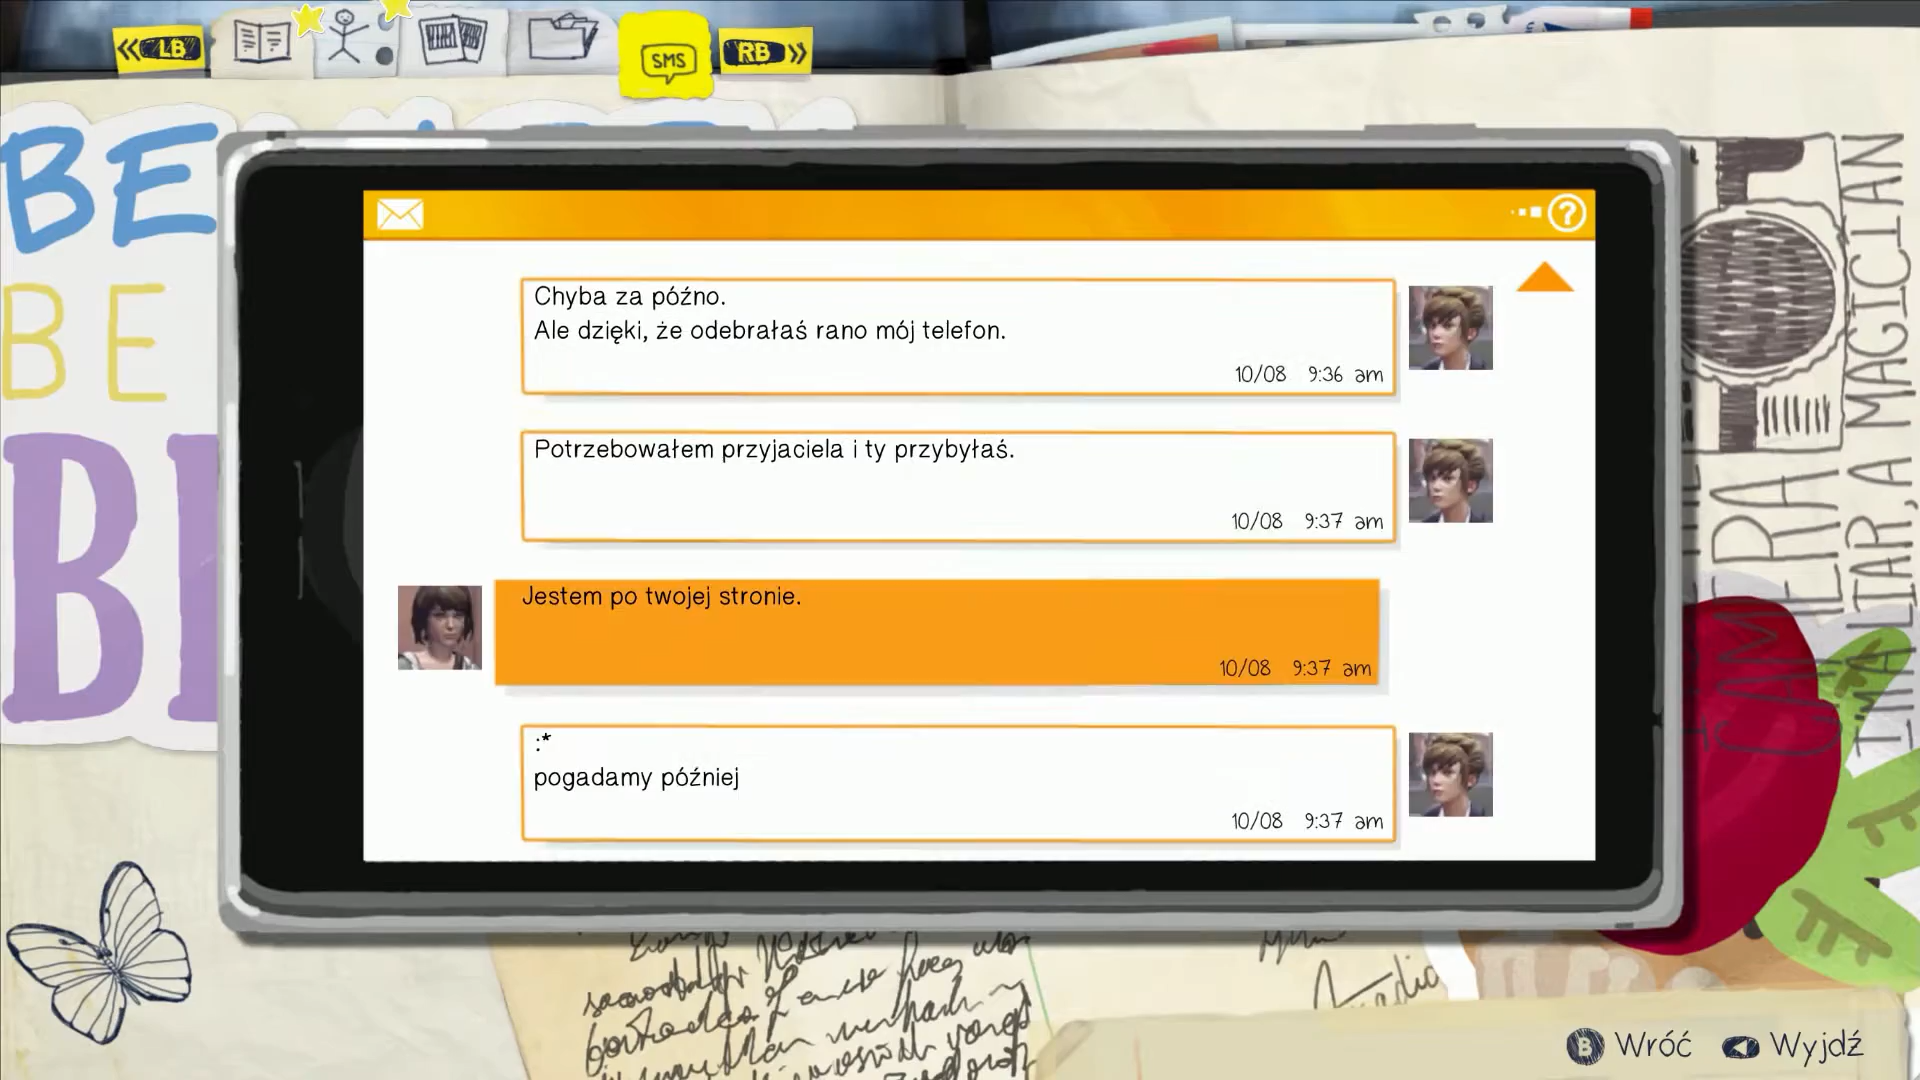 LB
SMS
RB
BE
BE
Chyba za późno.
Ale dzięki, że odebrałaś rano mój telefon.
10/08 9:36 am
Potrzebowałem przyjaciela i ty przybyłaś.
10/08 9:37 am
Jestem po twojej stronie.
10/08 9:37 am
:*
pogadamy później
10/08 9:37 am
CAMERA
I'M A LIAR, A MAGICIAN
B Wróć
Wyjdź